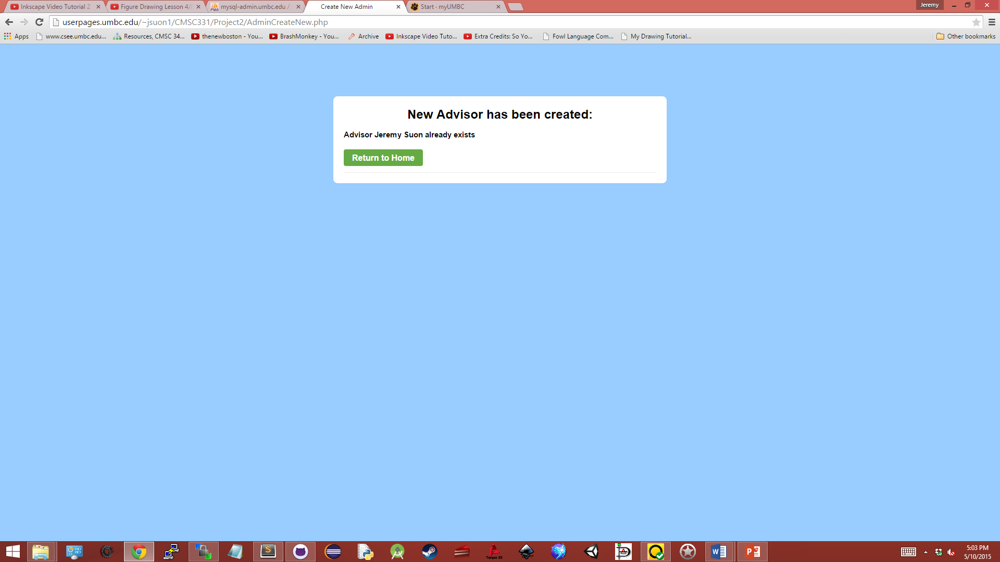 Inkscape Video Tutorial 2
Figure Drawing Lesson 4/
mysql-admin.umbc.edu /
Create New Admin
Start · myUMBC
Jeremy
userpages.umbc.edu/~jsuon1/CMSC331/Project2/AdminCreateNew.php
Apps
www.csee.umbc.edu...
Resources, CMSC 34...
thenewboston - You...
BrashMonkey - You...
Archive
Inkscape Video Tuto...
Extra Credits: So Yo...
Fowl Language Com...
My Drawing Tutorial...
Other bookmarks
New Advisor has been created:
Advisor Jeremy Suon already exists
Return to Home
5:03 PM
5/10/2015